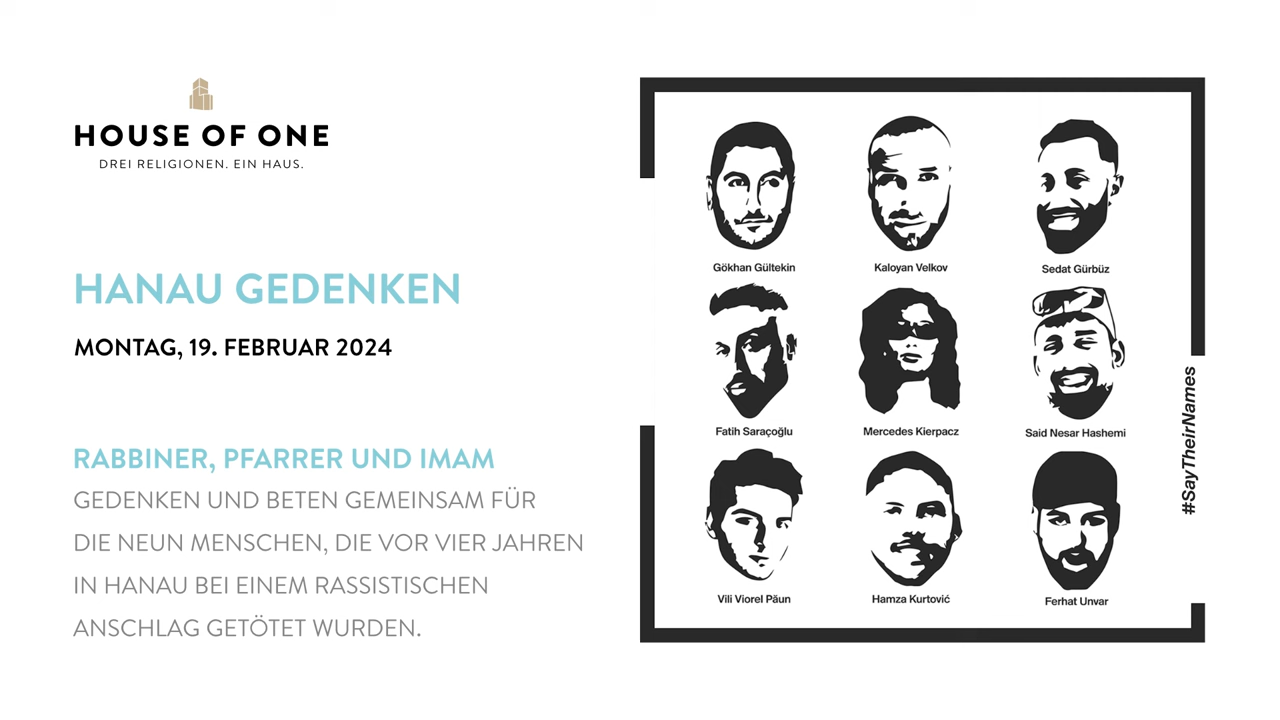 HOUSE OF ONE
DREI RELIGIONEN. EIN HAUS.
HANAU GEDENKEN
MONTAG, 19. FEBRUAR 2024
RABBINER, PFARRER UND IMAM
GEDENKEN UND BETEN GEMEINSAM FÜR
DIE NEUN MENSCHEN, DIE VOR VIER JAHREN
IN HANAU BEI EINEM RASSISTISCHEN
ANSCHLAG GETÖTET WURDEN.
Gökhan Gültekin
Kaloyan Velkov
Sedat Gürbüz
Fatih Saraçoğlu
Mercedes Kierpacz
Said Nesar Hashemi
Vili Viorel Păun
Hamza Kurtović
Ferhat Unvar
#SayTheirNames